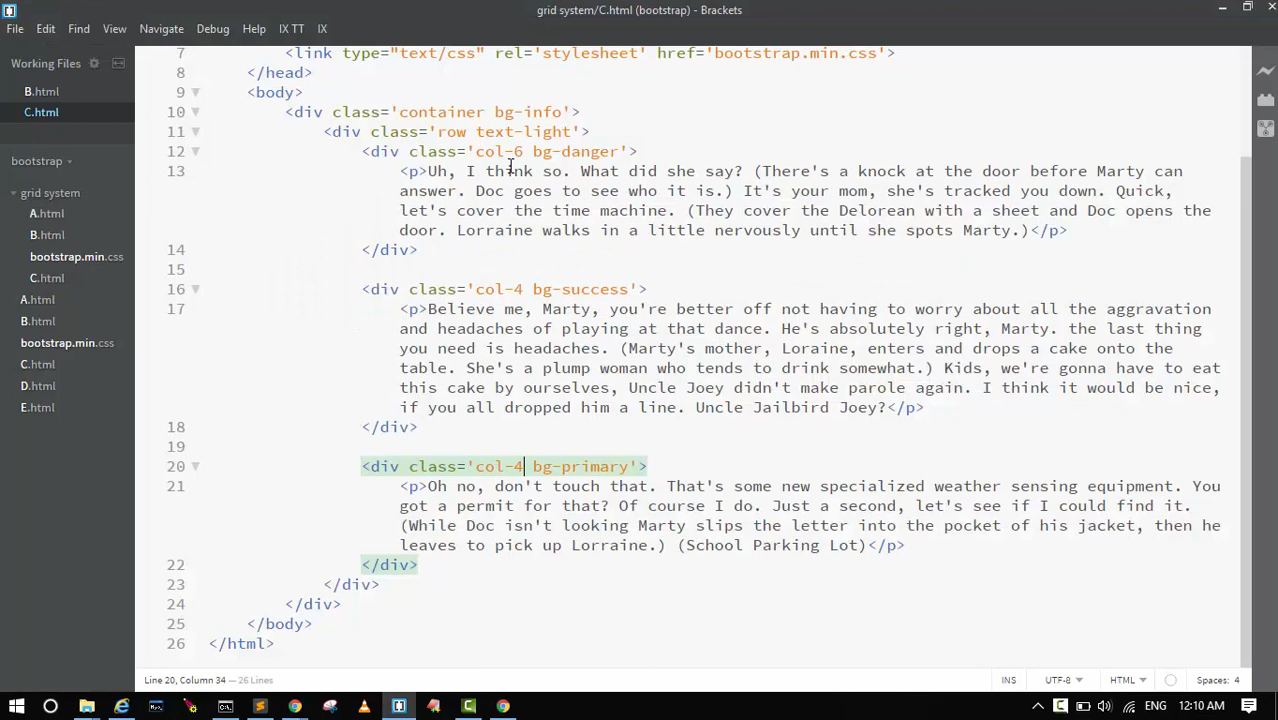 grid system/C.html (bootstrap) - Brackets
File Edit Find View Navigate Debug Help IX TT IX
Working Files
B.html
C.html
bootstrap
grid system
A.html
B.html
bootstrap.min.css
C.html
A.html
B.html
bootstrap.min.css
C.html
D.html
E.html
7 <link type="text/css" rel='stylesheet' href='bootstrap.min.css'>
8 </head>
9 <body>
10 <div class='container bg-info'>
11 <div class='row text-light'>
12 <div class='col-6 bg-danger'>
13 <p>Uh, I think so. What did she say? (There's a knock at the door before Marty can
answer. Doc goes to see who it is.) It's your mom, she's tracked you down. Quick,
let's cover the time machine. (They cover the Delorean with a sheet and Doc opens the
door. Lorraine walks in a little nervously until she spots Marty.)</p>
14 </div>
15
16 <div class='col-4 bg-success'>
17 <p>Believe me, Marty, you're better off not having to worry about all the aggravation
and headaches of playing at that dance. He's absolutely right, Marty. the last thing
you need is headaches. (Marty's mother, Loraine, enters and drops a cake onto the
table. She's a plump woman who tends to drink somewhat.) Kids, we're gonna have to eat
this cake by ourselves, Uncle Joey didn't make parole again. I think it would be nice,
if you all dropped him a line. Uncle Jailbird Joey?</p>
18 </div>
19
20 <div class='col-4 bg-primary'>
21 <p>Oh no, don't touch that. That's some new specialized weather sensing equipment. You
got a permit for that? Of course I do. Just a second, let's see if I could find it.
(While Doc isn't looking Marty slips the letter into the pocket of his jacket, then he
leaves to pick up Lorraine.) (School Parking Lot)</p>
22 </div>
23 </div>
24 </div>
25 </body>
26 </html>
Line 20, Column 34 — 26 Lines
INS UTF-8 HTML Spaces: 4
ENG 12:10 AM